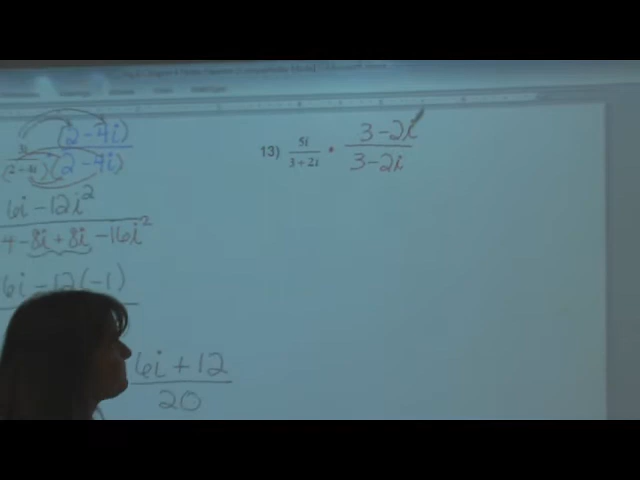 3i (2 - 4i)
(2 + 4i) (2 - 4i)
6i - 12i²
4 - 8i + 8i - 16i²
6i - 12(-1)
6i + 12
20
13) 5i/3 + 2i • 3 - 2i
3 - 2i